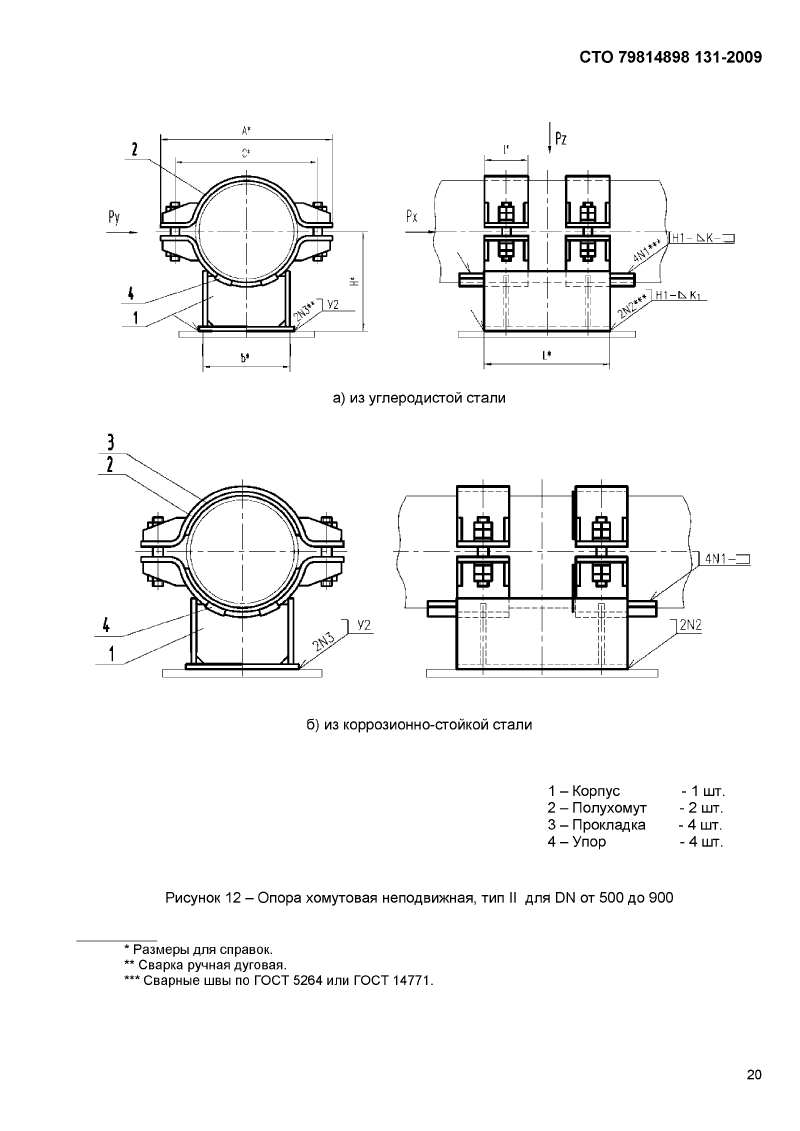 СТО 79814898 131-2009
A*
2
C*
Pz
l*
Py
Px
H*
4N1***
H1-⊿K-□
4
1
2N3**
У2
2N2***
H1-⊿K1
b*
L*
а) из углеродистой стали
3
2
4N1-□
4
1
2N3
У2
2N2
б) из коррозионно-стойкой стали
1 – Корпус - 1 шт.
2 – Полухомут - 2 шт.
3 – Прокладка - 4 шт.
4 – Упор - 4 шт.
Рисунок 12 – Опора хомутовая неподвижная, тип II для DN от 500 до 900
* Размеры для справок.
** Сварка ручная дуговая.
*** Сварные швы по ГОСТ 5264 или ГОСТ 14771.
20